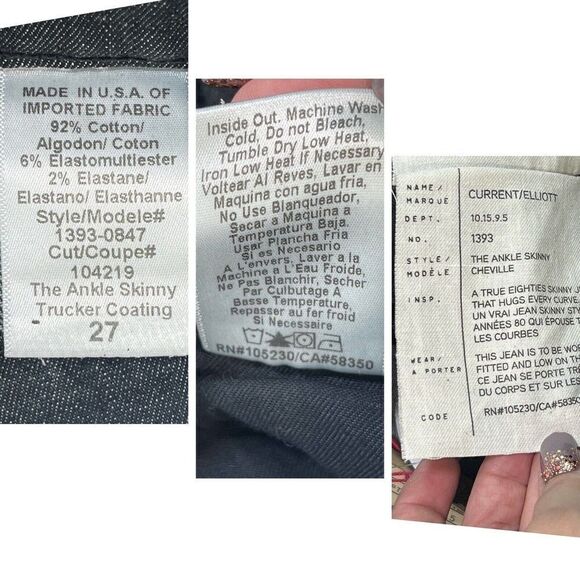 MADE IN U.S.A. OF
IMPORTED FABRIC
92% Cotton/
Algodon/ Coton
6% Elastomultiester
2% Elastane/
Elastano/ Elasthanne
Style/Modele#
1393-0847
Cut/Coupe#
104219
The Ankle Skinny
Trucker Coating
27
Inside Out. Machine Wash
Cold, Do not Bleach,
Tumble Dry Low Heat,
Iron Low Heat If Necessary
Voltear Al Reves, Lavar en
Maquina con agua fria,
No Use Blanqueador,
Secar a Maquina a
Temperatura Baja.
Usar Plancha Fria
Si es Necesario
A L'envers, Laver a la
Machine a L'Eau Froide,
Ne Pas Blanchir, Secher
Par Culbutage A
Basse Temperature,
Repasser au fer froid
Si Necessaire
RN#105230/CA#58350
NAME/
MARQUE
CURRENT/ELLIOTT
DEPT.
10.15.9.5
NO.
1393
STYLE/
MODÈLE
THE ANKLE SKINNY
CHEVILLE
INSP.
A TRUE EIGHTIES SKINNY
THAT HUGS EVERY CURVE
UN VRAI JEAN SKINNY
ANNÉES 80 QUI ÉPOUSE
LES COURBES
WEAR/
À PORTER
THIS JEAN IS TO BE
FITTED AND LOW ON
CE JEAN SE PORTE
DU CORPS ET SUR
CODE
RN#105230/CA#58350